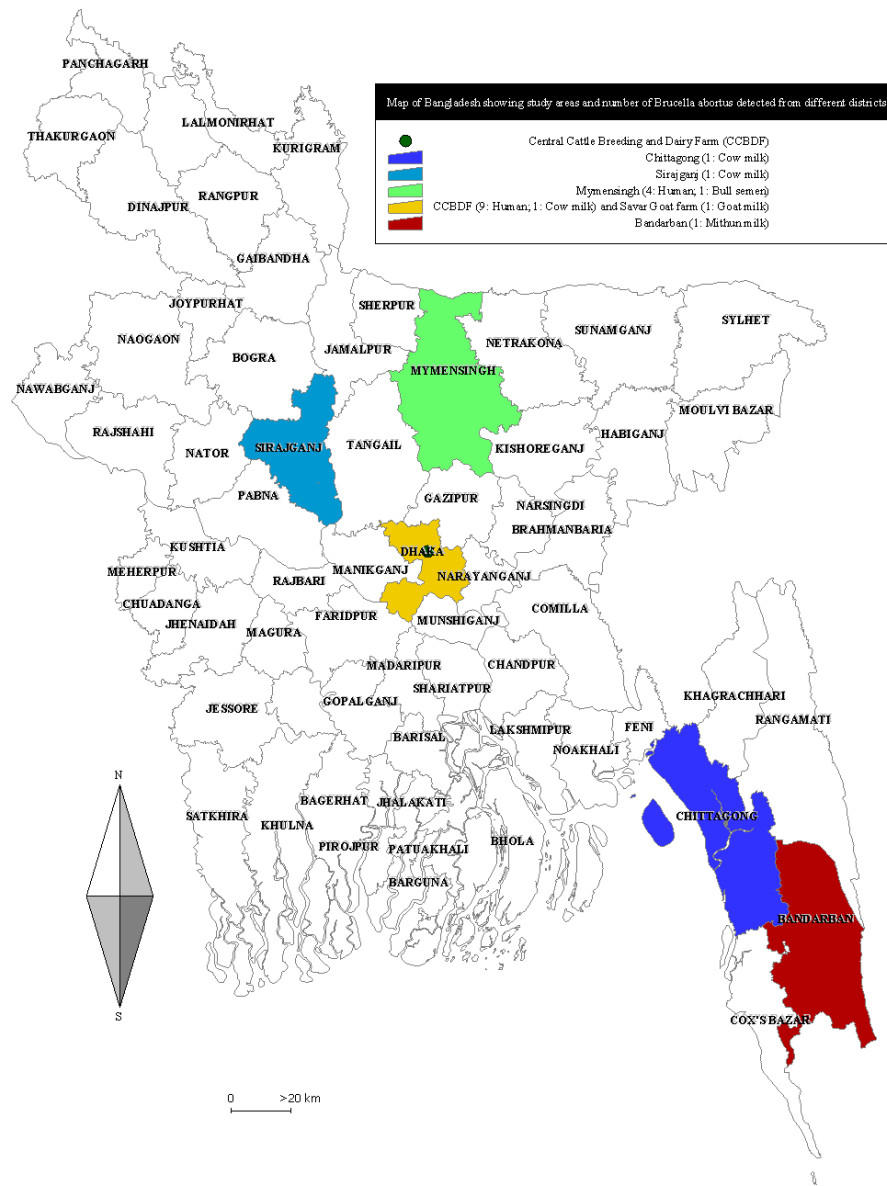 PANCHAGARH
Map of Bangladesh showing study areas and number of Brucella abortus detected from different districts
THAKURGAON
LALMONIRHAT
KURIGRAM
Central Cattle Breeding and Dairy Farm (CCBDF)
Chittagong (1: Cow milk)
Sirajganj (1: Cow milk)
Mymensingh (4: Human; 1: Bull semen)
CCBDF (9: Human; 1: Cow milk) and Savar Goat farm (1: Goat milk)
Bandarban (1: Mithun milk)
RANGPUR
DINAJPUR
GAIBANDHA
JOYPURHAT
SHERPUR
NAOGAON
BOGRA
JAMALPUR
NETRAKONA
SUNAMGANJ
SYLHET
MYMENSINGH
NAWABGANJ
RAJSHAHI
NATOR
SIRAJGANJ
TANGAIL
KISHOREGANJ
HABIGANJ
MOULVI BAZAR
PABNA
GAZIPUR
NARSINGDI
BRAHMANBARIA
KUSHTIA
DHAKA
MEHERPUR
MANIKGANJ
NARAYANGANJ
RAJBARI
CHUADANGA
JHENAIDAH
MAGURA
FARIDPUR
MUNSHIGANJ
COMILLA
MADARIPUR
CHANDPUR
SHARIATPUR
JESSORE
GOPALGANJ
KHAGRACHHARI
RANGAMATI
BARISAL
LAKSHMIPUR
NOAKHALI
FENI
N
SATKHIRA
KHULNA
BAGERHAT
JHALAKATI
PIROJPUR
PATUAKHALI
BHOLA
BARGUNA
CHITTAGONG
BANDARBAN
S
COX'S BAZAR
0 >20 km